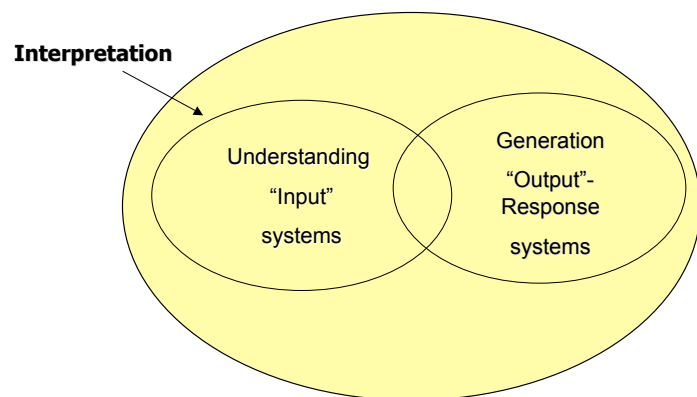 Interpretation
Understanding
“Input”
systems
Generation
“Output”-
Response
systems